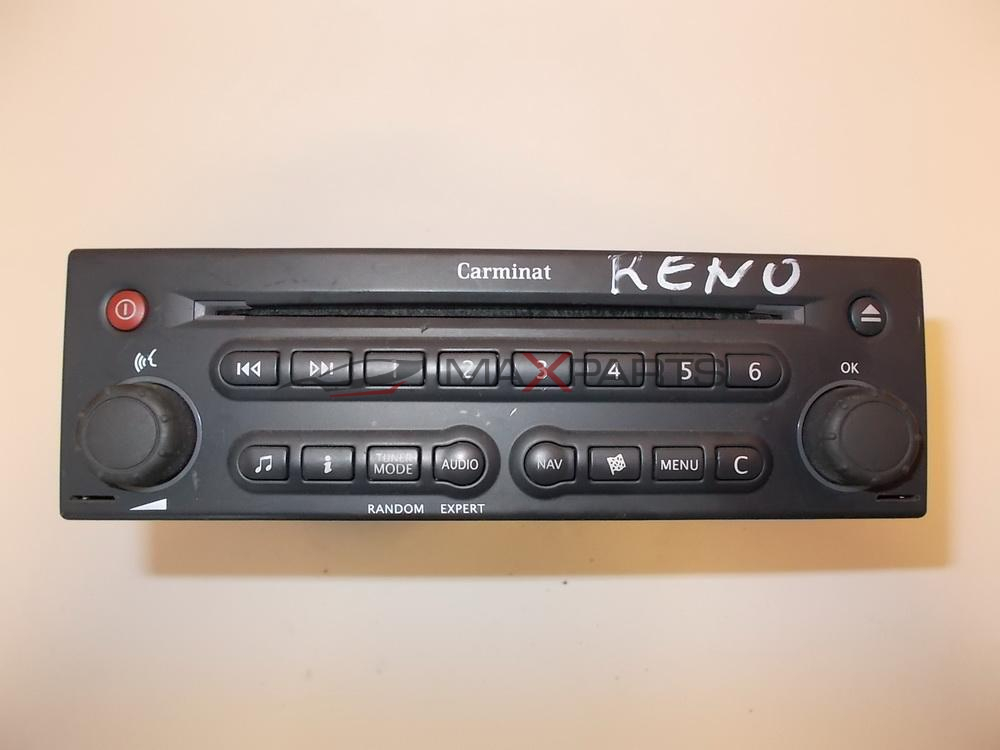 Carminat KENO
1 2 3 4 5 6
MAXPARTS
OK
i TUNER MODE AUDIO NAV MENU C
RANDOM EXPERT